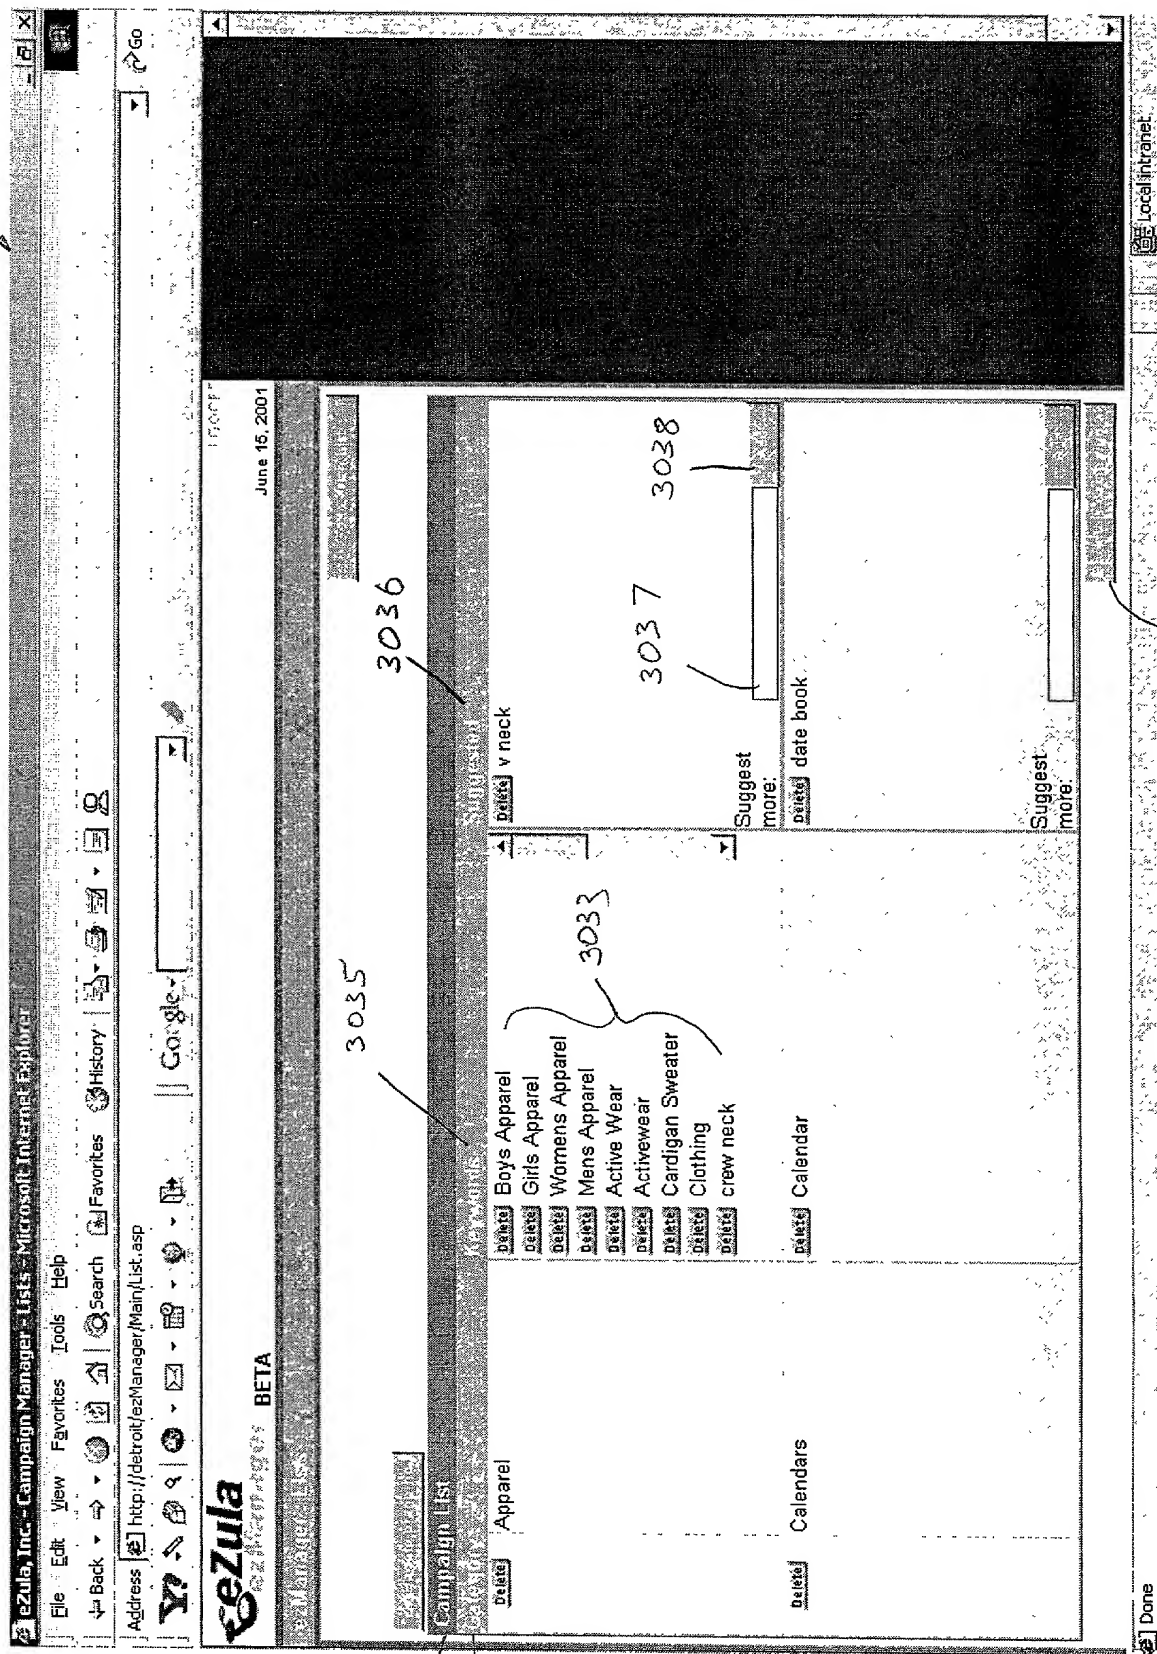 eZula, Inc. - Campaign Manager - Lists - Microsoft Internet Explorer
File Edit View Favorites Tools Help
Back Search Favorites History
Address http://detroit/ezManager/Main/List.asp Go
Y! Google
eZula BETA
ezManager
June 15, 2001
ezManager Lists
3035
3036
Campaign List
Keywords Suggestion
Delete Apparel
Delete Boys Apparel
Delete Girls Apparel
Delete Womens Apparel
Delete Mens Apparel
Delete Active Wear
Delete Activewear
Delete Cardigan Sweater
Delete Clothing
Delete crew neck
3033
Delete v neck
3037
3038
Suggest
more:
Delete Calendars
Delete Calendar
Delete date book
Suggest
more:
Done Local intranet